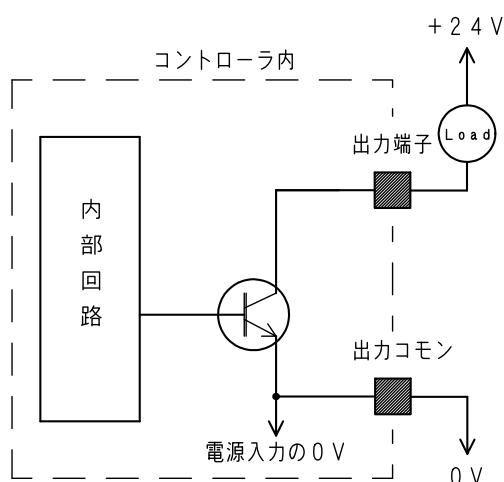 +24V
コントローラ内
Load
出力端子
内部回路
出力コモン
電源入力の0V
0V